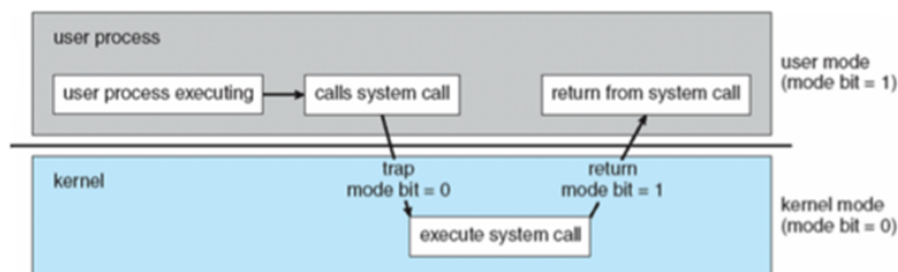 user process
user process executing
calls system call
return from system call
user mode
(mode bit = 1)
trap
mode bit = 0
return
mode bit = 1
kernel
execute system call
kernel mode
(mode bit = 0)